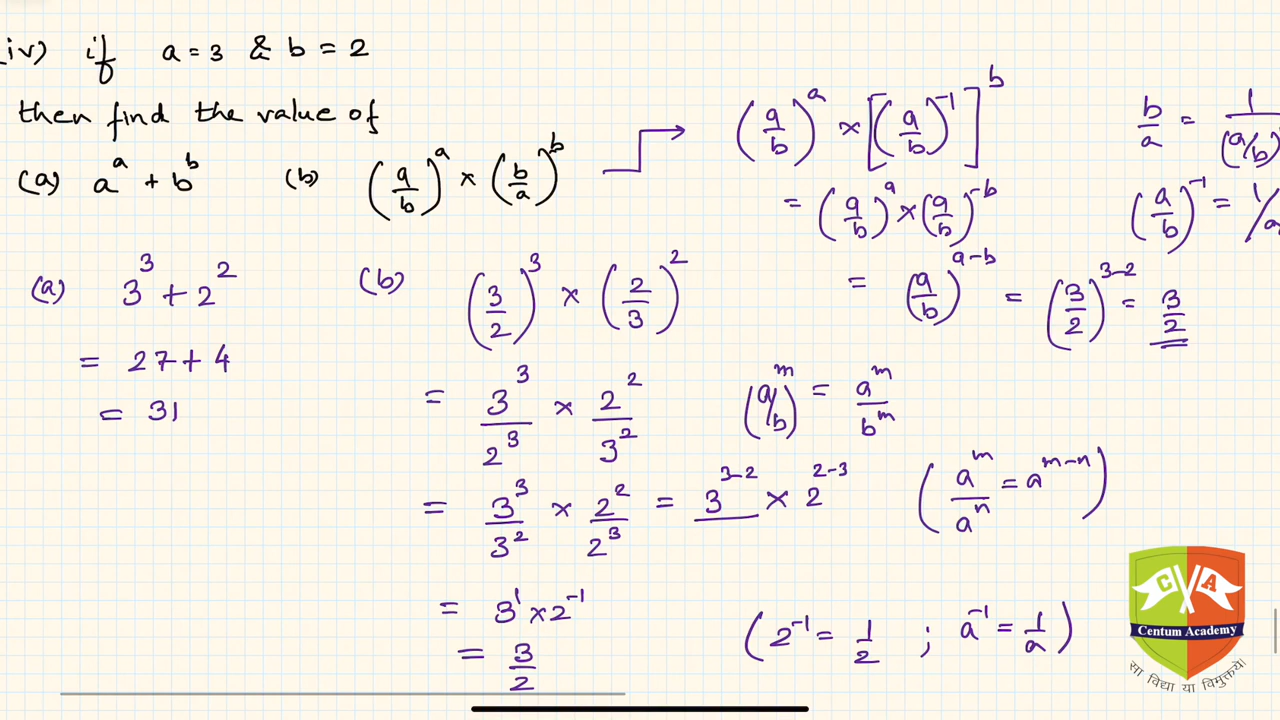 (iv) if a = 3 & b = 2
then find the value of
(a) a^a + b^b (b) (a/b)^a × (b/a)^b
(a) 3^3 + 2^2
= 27 + 4
= 31
(b) (3/2)^3 × (2/3)^2
= 3^3/2^3 × 2^2/3^2
= 3^3/3^2 × 2^2/2^3 = 3^(3-2) × 2^(2-3)
= 3^1 × 2^-1
= 3/2
(a/b)^a × [(a/b)^-1]^b
= (a/b)^a × (a/b)^-b
= (a/b)^(a-b) = (3/2)^(3-2) = 3/2
(a/b)^m = a^m/b^m
(a^m/a^n = a^(m-n))
(2^-1 = 1/2 ; a^-1 = 1/a)
b/a = 1/(a/b)
(a/b)^-1 = 1/a
C A
Centum Academy
सा विद्या या विमुक्तये।